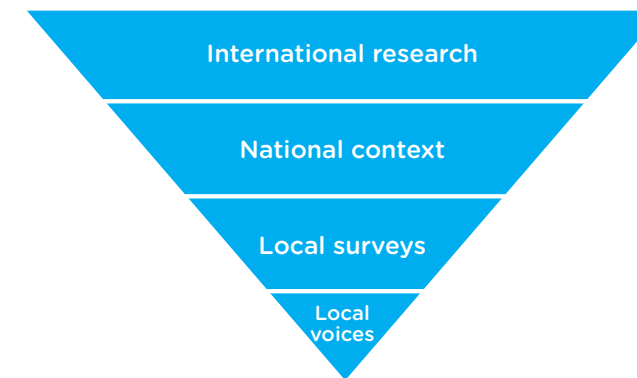 International research
National context
Local surveys
Local
voices